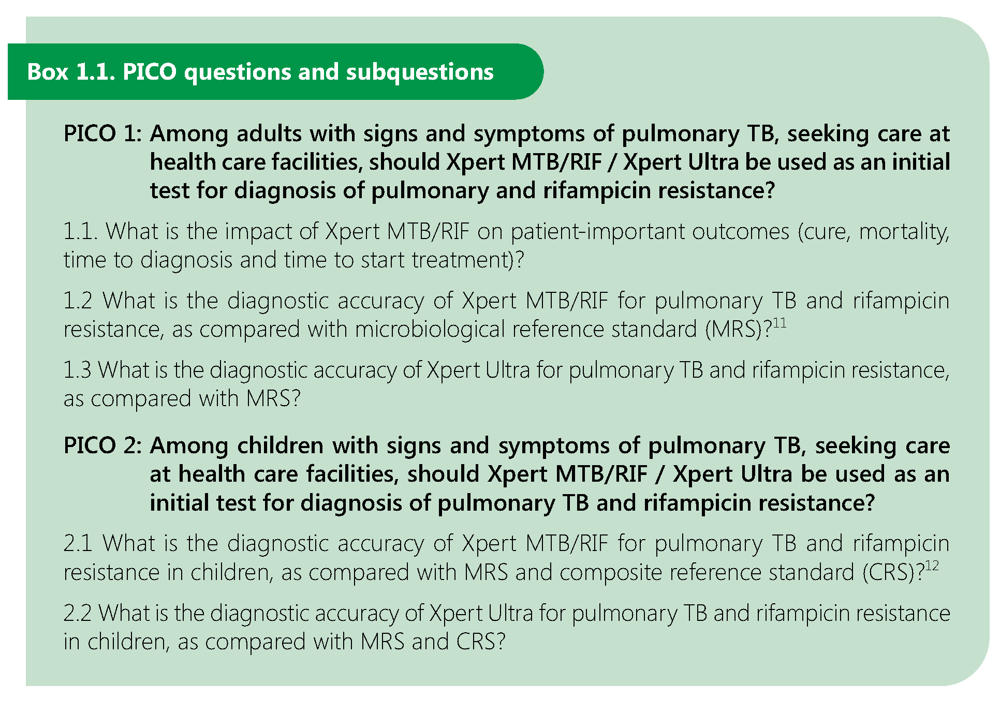 Box 1.1. PICO questions and subquestions
PICO 1: Among adults with signs and symptoms of pulmonary TB, seeking care at
health care facilities, should Xpert MTB/RIF / Xpert Ultra be used as an initial
test for diagnosis of pulmonary and rifampicin resistance?
1.1. What is the impact of Xpert MTB/RIF on patient-important outcomes (cure, mortality,
time to diagnosis and time to start treatment)?
1.2 What is the diagnostic accuracy of Xpert MTB/RIF for pulmonary TB and rifampicin
resistance, as compared with microbiological reference standard (MRS)?11
1.3 What is the diagnostic accuracy of Xpert Ultra for pulmonary TB and rifampicin resistance,
as compared with MRS?
PICO 2: Among children with signs and symptoms of pulmonary TB, seeking care
at health care facilities, should Xpert MTB/RIF / Xpert Ultra be used as an
initial test for diagnosis of pulmonary TB and rifampicin resistance?
2.1 What is the diagnostic accuracy of Xpert MTB/RIF for pulmonary TB and rifampicin
resistance in children, as compared with MRS and composite reference standard (CRS)?12
2.2 What is the diagnostic accuracy of Xpert Ultra for pulmonary TB and rifampicin resistance
in children, as compared with MRS and CRS?